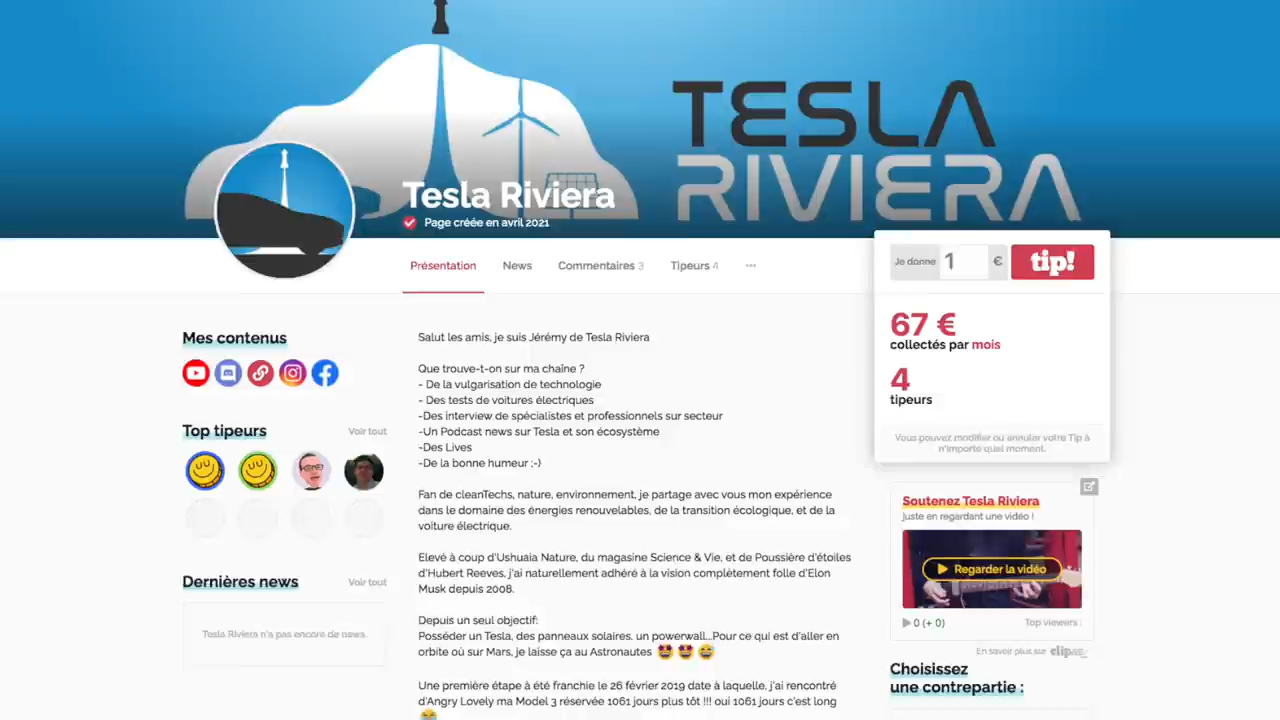 TESLA
RIVIERA
Tesla Riviera
Page créée en avril 2021
Présentation
News
Commentaires 3
Tipeurs 4
Je donne
1
€
tip!
67 €
collectés par mois
4
tipeurs
Vous pouvez modifier ou annuler votre Tip à
n'importe quel moment.
Mes contenus
Top tipeurs
Voir tout
Dernières news
Voir tout
Tesla Riviera n'a pas encore de news.
Salut les amis, je suis Jérémy de Tesla Riviera
Que trouve-t-on sur ma chaîne ?
- De la vulgarisation de technologie
- Des tests de voitures électriques
-Des interview de spécialistes et professionnels sur secteur
-Un Podcast news sur Tesla et son écosystème
-Des Lives
-De la bonne humeur ;-)
Fan de cleanTechs, nature, environnement, je partage avec vous mon expérience
dans le domaine des énergies renouvelables, de la transition écologique, et de la
voiture électrique.
Elevé à coup d'Ushuaia Nature, du magasine Science & Vie, et de Poussière d'étoiles
d'Hubert Reeves, j'ai naturellement adhéré à la vision complètement folle d'Elon
Musk depuis 2008.
Depuis un seul objectif:
Posséder un Tesla, des panneaux solaires, un powerwall...Pour ce qui est d'aller en
orbite où sur Mars, je laisse ça au Astronautes
Une première étape à été franchie le 26 février 2019 date à laquelle, j'ai rencontré
d'Angry Lovely ma Model 3 réservée 1061 jours plus tôt !!! oui 1061 jours c'est long
Soutenez Tesla Riviera
Juste en regardant une vidéo !
Regarder la vidéo
0 (+ 0)
Top viewers :
En savoir plus sur
Choisissez
une contrepartie :